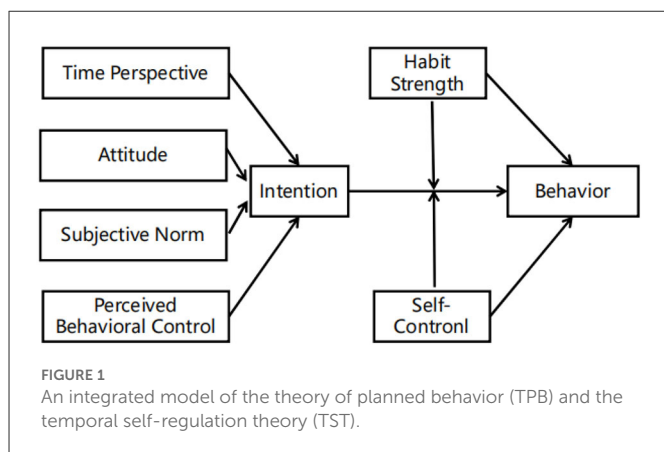 Time Perspective
Attitude
Subjective Norm
Perceived
Behavioral Control
Intention
Habit
Strength
Self-
Contronl
Behavior
FIGURE 1
An integrated model of the theory of planned behavior (TPB) and the
temporal self-regulation theory (TST).